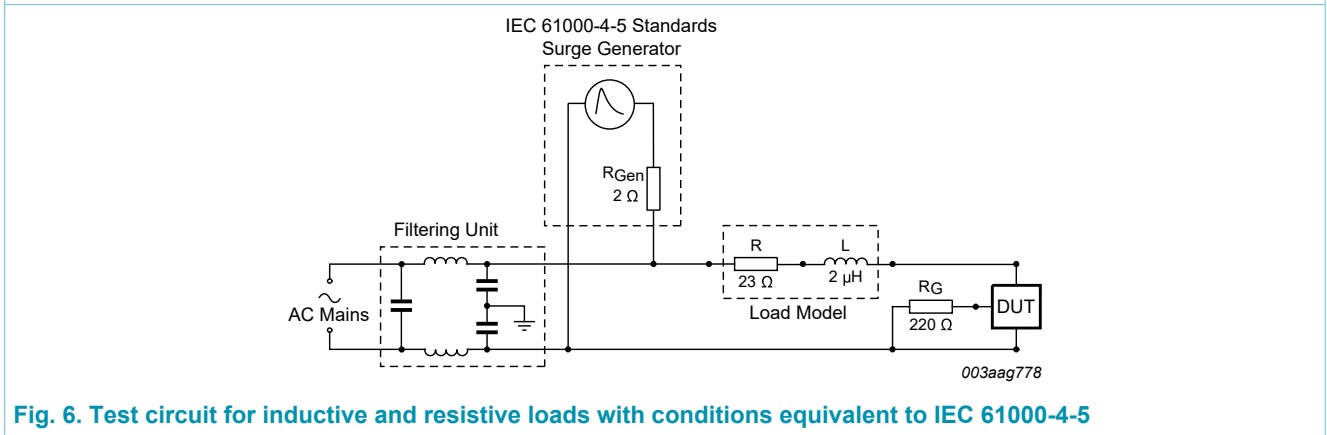 IEC 61000-4-5 Standards
Surge Generator
RGen
2 Ω
Filtering Unit
AC Mains
R
23 Ω
L
2 μH
Load Model
RG
220 Ω
DUT
003aag778
Fig. 6. Test circuit for inductive and resistive loads with conditions equivalent to IEC 61000-4-5